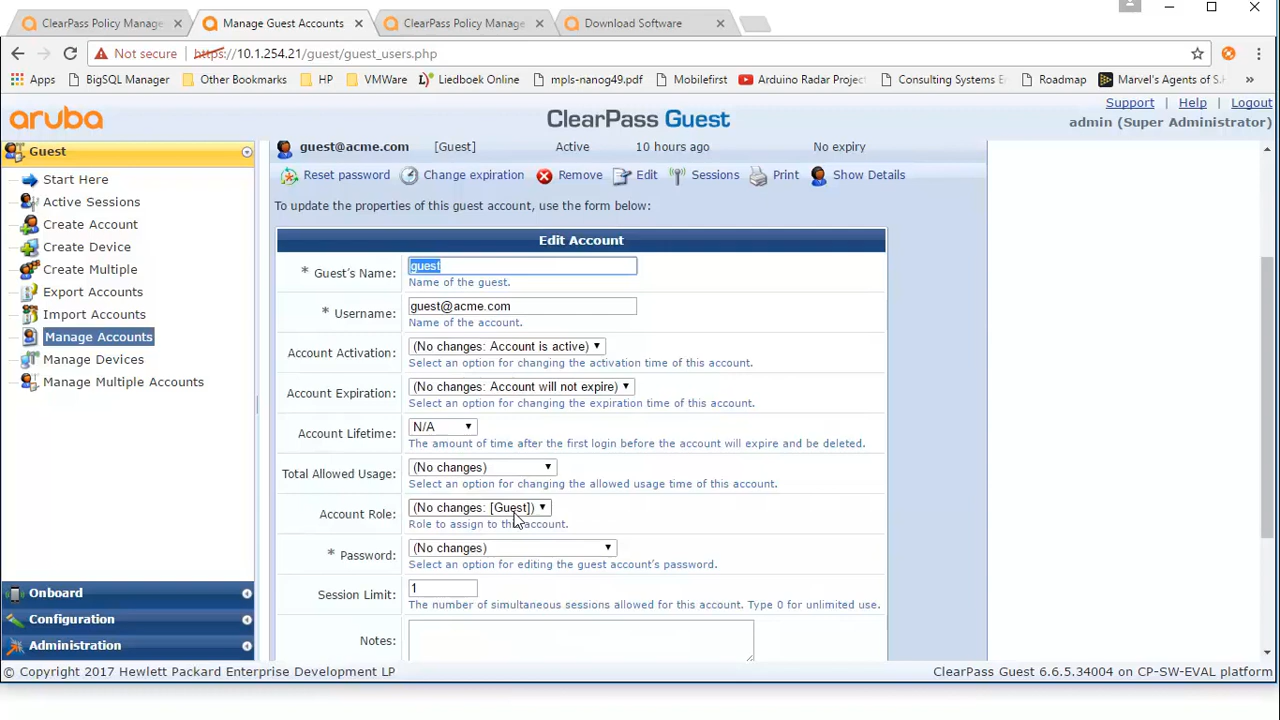 ClearPass Policy Manage
Manage Guest Accounts
ClearPass Policy Manage
Download Software
Not secure
https://10.1.254.21/guest/guest_users.php
Apps
BigSQL Manager
Other Bookmarks
HP
VMWare
Liedboek Online
mpls-nanog49.pdf
Mobile First
Arduino Radar Project
Consulting Systems E
Roadmap
Marvel's Agents of S.H
aruba
ClearPass Guest
Support | Help | Logout
admin (Super Administrator)
Guest
Start Here
Active Sessions
Create Account
Create Device
Create Multiple
Export Accounts
Import Accounts
Manage Accounts
Manage Devices
Manage Multiple Accounts
Onboard
Configuration
Administration
guest@acme.com [Guest] Active 10 hours ago No expiry
Reset password Change expiration Remove Edit Sessions Print Show Details
To update the properties of this guest account, use the form below:
Edit Account
* Guest's Name: guest
Name of the guest.
* Username: guest@acme.com
Name of the account.
Account Activation: (No changes: Account is active)
Select an option for changing the activation time of this account.
Account Expiration: (No changes: Account will not expire)
Select an option for changing the expiration time of this account.
Account Lifetime: N/A
The amount of time after the first login before the account will expire and be deleted.
Total Allowed Usage: (No changes)
Select an option for changing the allowed usage time of this account.
Account Role: (No changes: [Guest])
Role to assign to this account.
* Password: (No changes)
Select an option for editing the guest account's password.
Session Limit: 1
The number of simultaneous sessions allowed for this account. Type 0 for unlimited use.
Notes:
© Copyright 2017 Hewlett Packard Enterprise Development LP
ClearPass Guest 6.6.5.34004 on CP-SW-EVAL platform